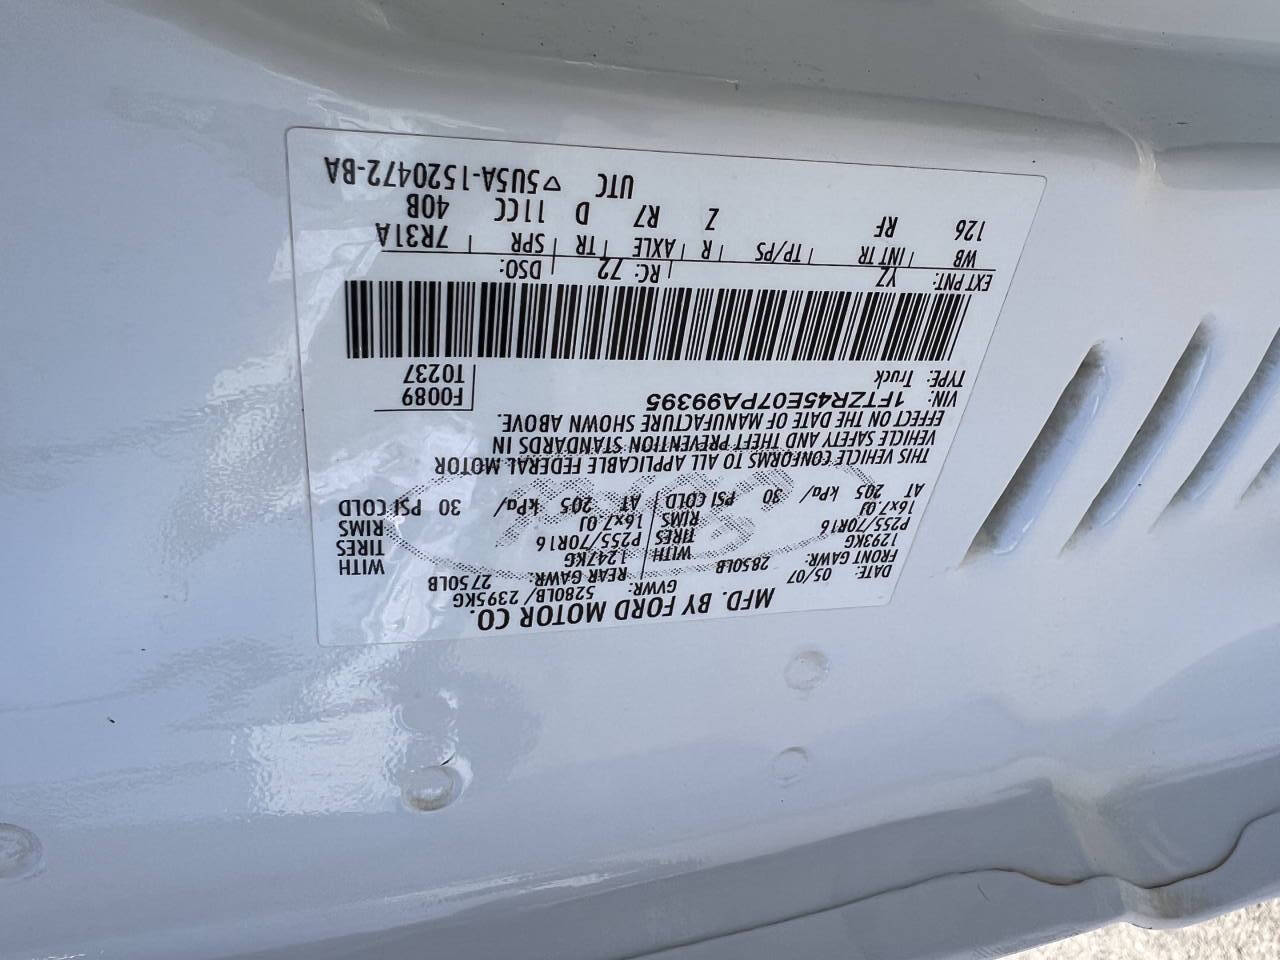 MFD. BY FORD MOTOR CO.
DATE: 05/07 GVWR: 5280LB/ 2395KG
FRONT GAWR: 2850LB REAR GAWR: 2750LB
1293KG WITH 1247KG WITH
P255/70R16 TIRES P255/70R16 TIRES
16x7.0J RIMS 16x7.0J RIMS
AT 205 kPa/ 30 PSI COLD AT 205 kPa/ 30 PSI COLD
THIS VEHICLE CONFORMS TO ALL APPLICABLE FEDERAL MOTOR
VEHICLE SAFETY AND THEFT PREVENTION STANDARDS IN
EFFECT ON THE DATE OF MANUFACTURE SHOWN ABOVE.
VIN: 1FTZR45E07PA99395 F0089
TYPE: Truck T0237
EXT PNT: YZ RC: 72 DSO:
WB INT TR TP/PS R AXLE TR SPR 7R31A
126 RF Z R7 D 11CC 40B
UTC ▽5U5A-1520472-BA